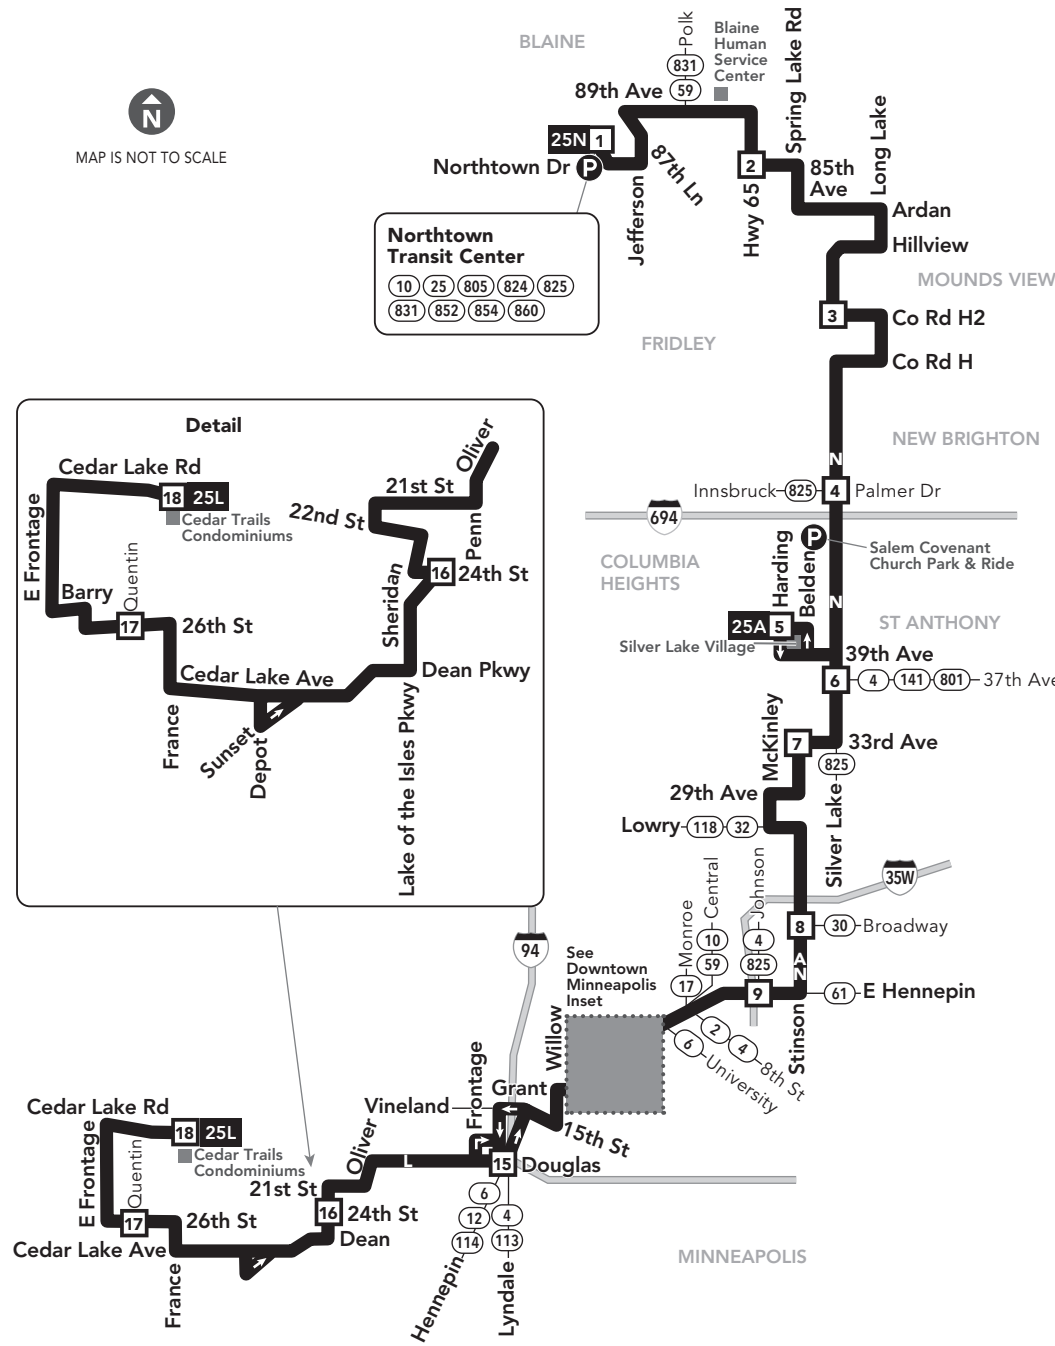 BLAINE
Polk
831
59
Blaine
Human
Service
Center
Spring Lake Rd
Long Lake
N
MAP IS NOT TO SCALE
89th Ave
25N 1
Northtown Dr P
Jefferson
87th Ln
2
Hwy 65
85th
Ave
Ardan
Hillview
MOUNDS VIEW
Northtown
Transit Center
10 25 805 824 825
831 852 854 860
3
Co Rd H2
FRIDLEY
Co Rd H
NEW BRIGHTON
N
Innsbruck 825 4 Palmer Dr
694
COLUMBIA
HEIGHTS
Harding
Belden
P
Salem Covenant
Church Park & Ride
N
25A 5
ST ANTHONY
Silver Lake Village
39th Ave
6 4 141 801 37th Ave
McKinley
7 33rd Ave
825
Silver Lake
29th Ave
Lowry 118 32
35W
Johnson
4
825
Central
10
59
Monroe
17
8 30 Broadway
A
N
9
61 E Hennepin
Stinson
2
4
8th St
6
University
See
Downtown
Minneapolis
Inset
94
Willow
Grant
Frontage
Vineland
15th St
15 Douglas
6
12
114
Hennepin
4
113
Lyndale
MINNEAPOLIS
Detail
Cedar Lake Rd
18 25L
Cedar Trails
Condominiums
E Frontage
Barry
Quentin
17
26th St
Cedar Lake Ave
France
Sunset
Depot
Oliver
21st St
22nd St
Penn
16 24th St
Sheridan
Dean Pkwy
Lake of the Isles Pkwy
Cedar Lake Rd
18 25L
Cedar Trails
Condominiums
E Frontage
Quentin
17
26th St
Cedar Lake Ave
France
Oliver
L
21st St
16 24th St
Dean